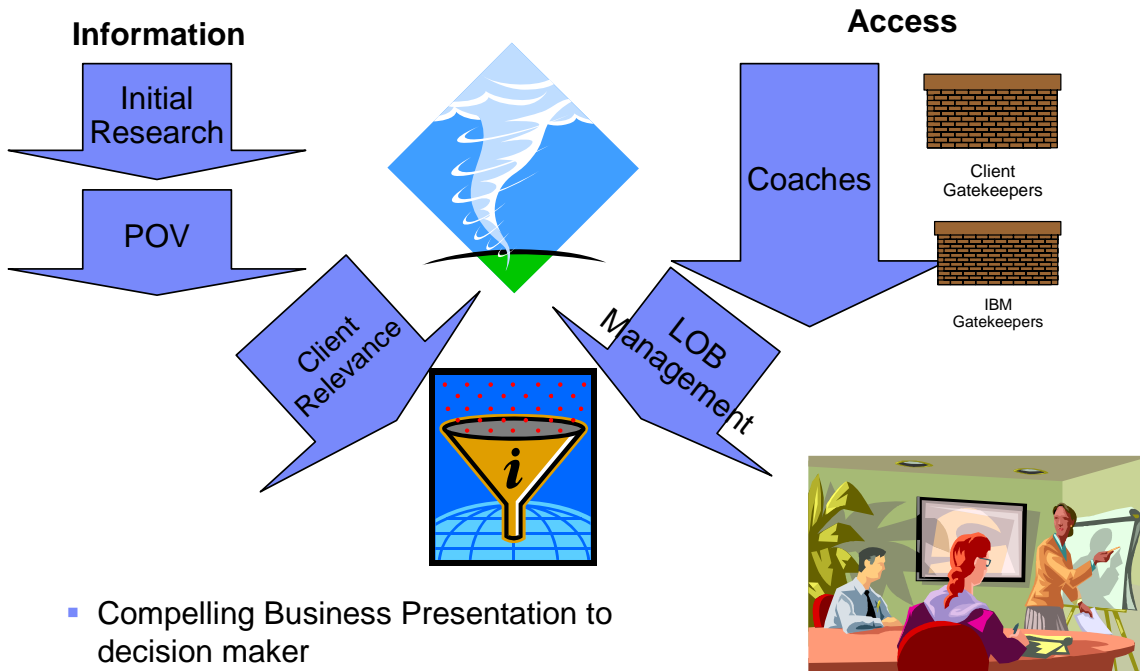 Information
Initial
Research
POV
Client
Relevance
Access
Coaches
Client
Gatekeepers
IBM
Gatekeepers
LOB
Management
i
▪ Compelling Business Presentation to
decision maker